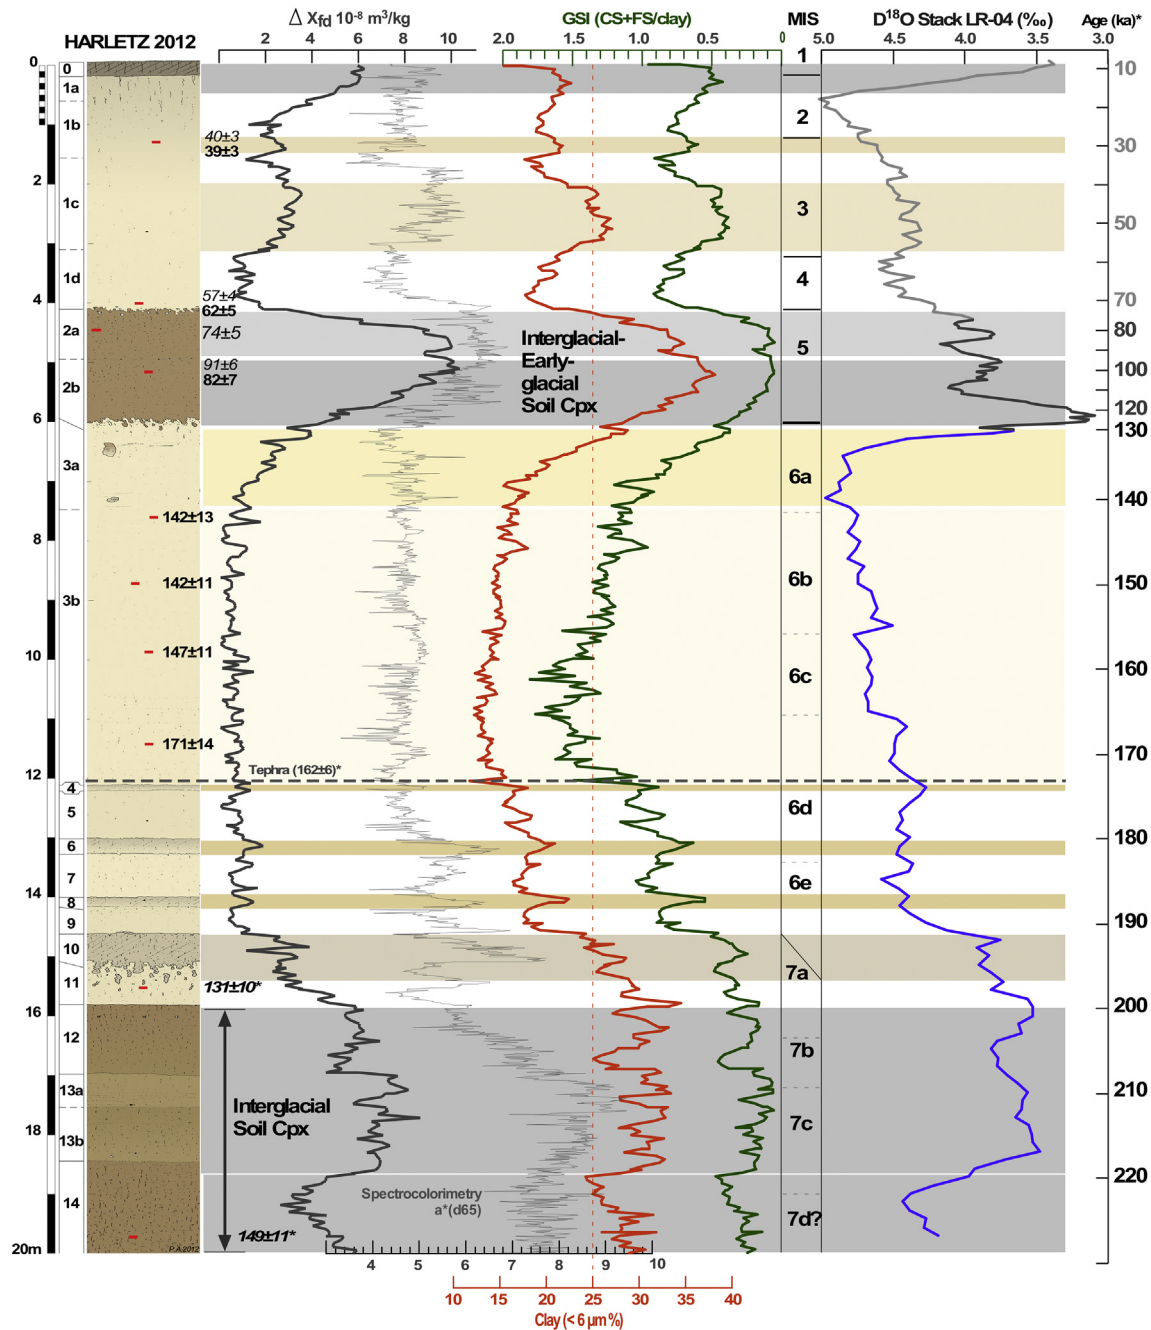 Δ Xfd 10⁻⁸ m³/kg
GSI (CS+FS/clay)
MIS
D¹⁸O Stack LR-04 (‰)
Age (ka)*
HARLETZ 2012
2 4 6 8 10
2.0 1.5 1.0 0.5 0
5.0 4.5 4.0 3.5 3.0
0
2
4
6
8
10
12
14
16
18
20m
0
1a
1b
1c
1d
2a
2b
3a
3b
4
5
6
7
8
9
10
11
12
13a
13b
14
40±3
39±3
57±4
62±5
74±5
91±6
82±7
142±13
142±11
147±11
171±14
Tephra (162±6)*
131±10*
149±11*
Interglacial-
Early-
glacial
Soil Cpx
Interglacial
Soil Cpx
Spectrocolorimetry
a*(d65)
P.A 2012
1
2
3
4
5
6a
6b
6c
6d
6e
7a
7b
7c
7d?
10
30
50
70
80
100
120
130
140
150
160
170
180
190
200
210
220
4 5 6 7 8 9 10
10 15 20 25 30 35 40
Clay (< 6 µm %)